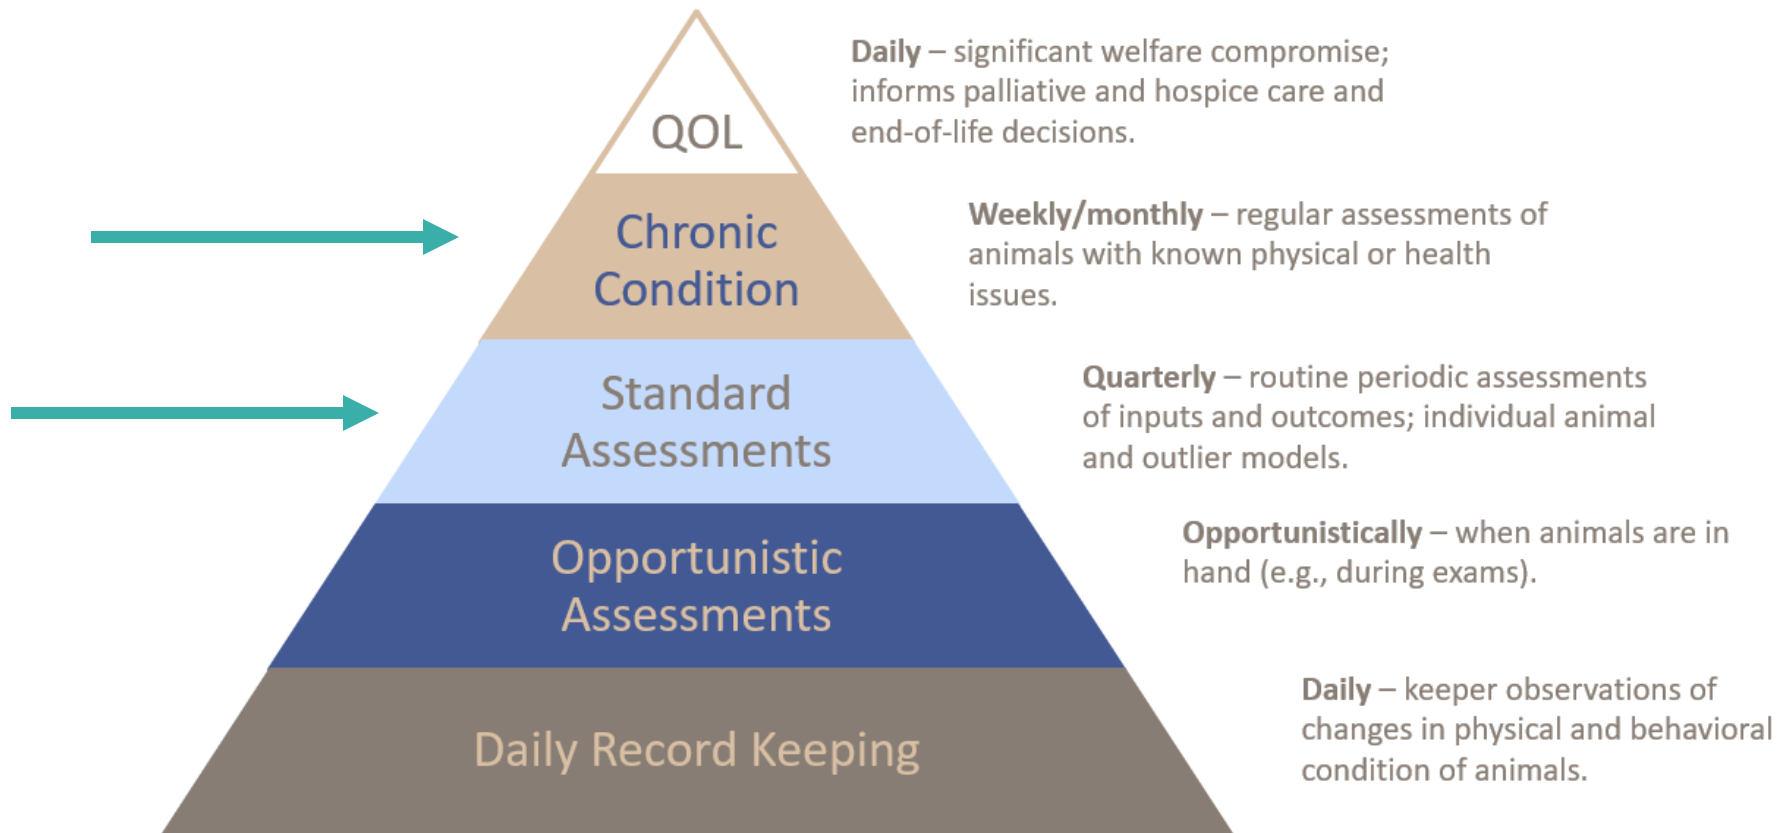 QOL
Daily – significant welfare compromise;
informs palliative and hospice care and
end-of-life decisions.
Chronic
Condition
Weekly/monthly – regular assessments of
animals with known physical or health
issues.
Standard
Assessments
Quarterly – routine periodic assessments
of inputs and outcomes; individual animal
and outlier models.
Opportunistic
Assessments
Opportunistically – when animals are in
hand (e.g., during exams).
Daily Record Keeping
Daily – keeper observations of
changes in physical and behavioral
condition of animals.